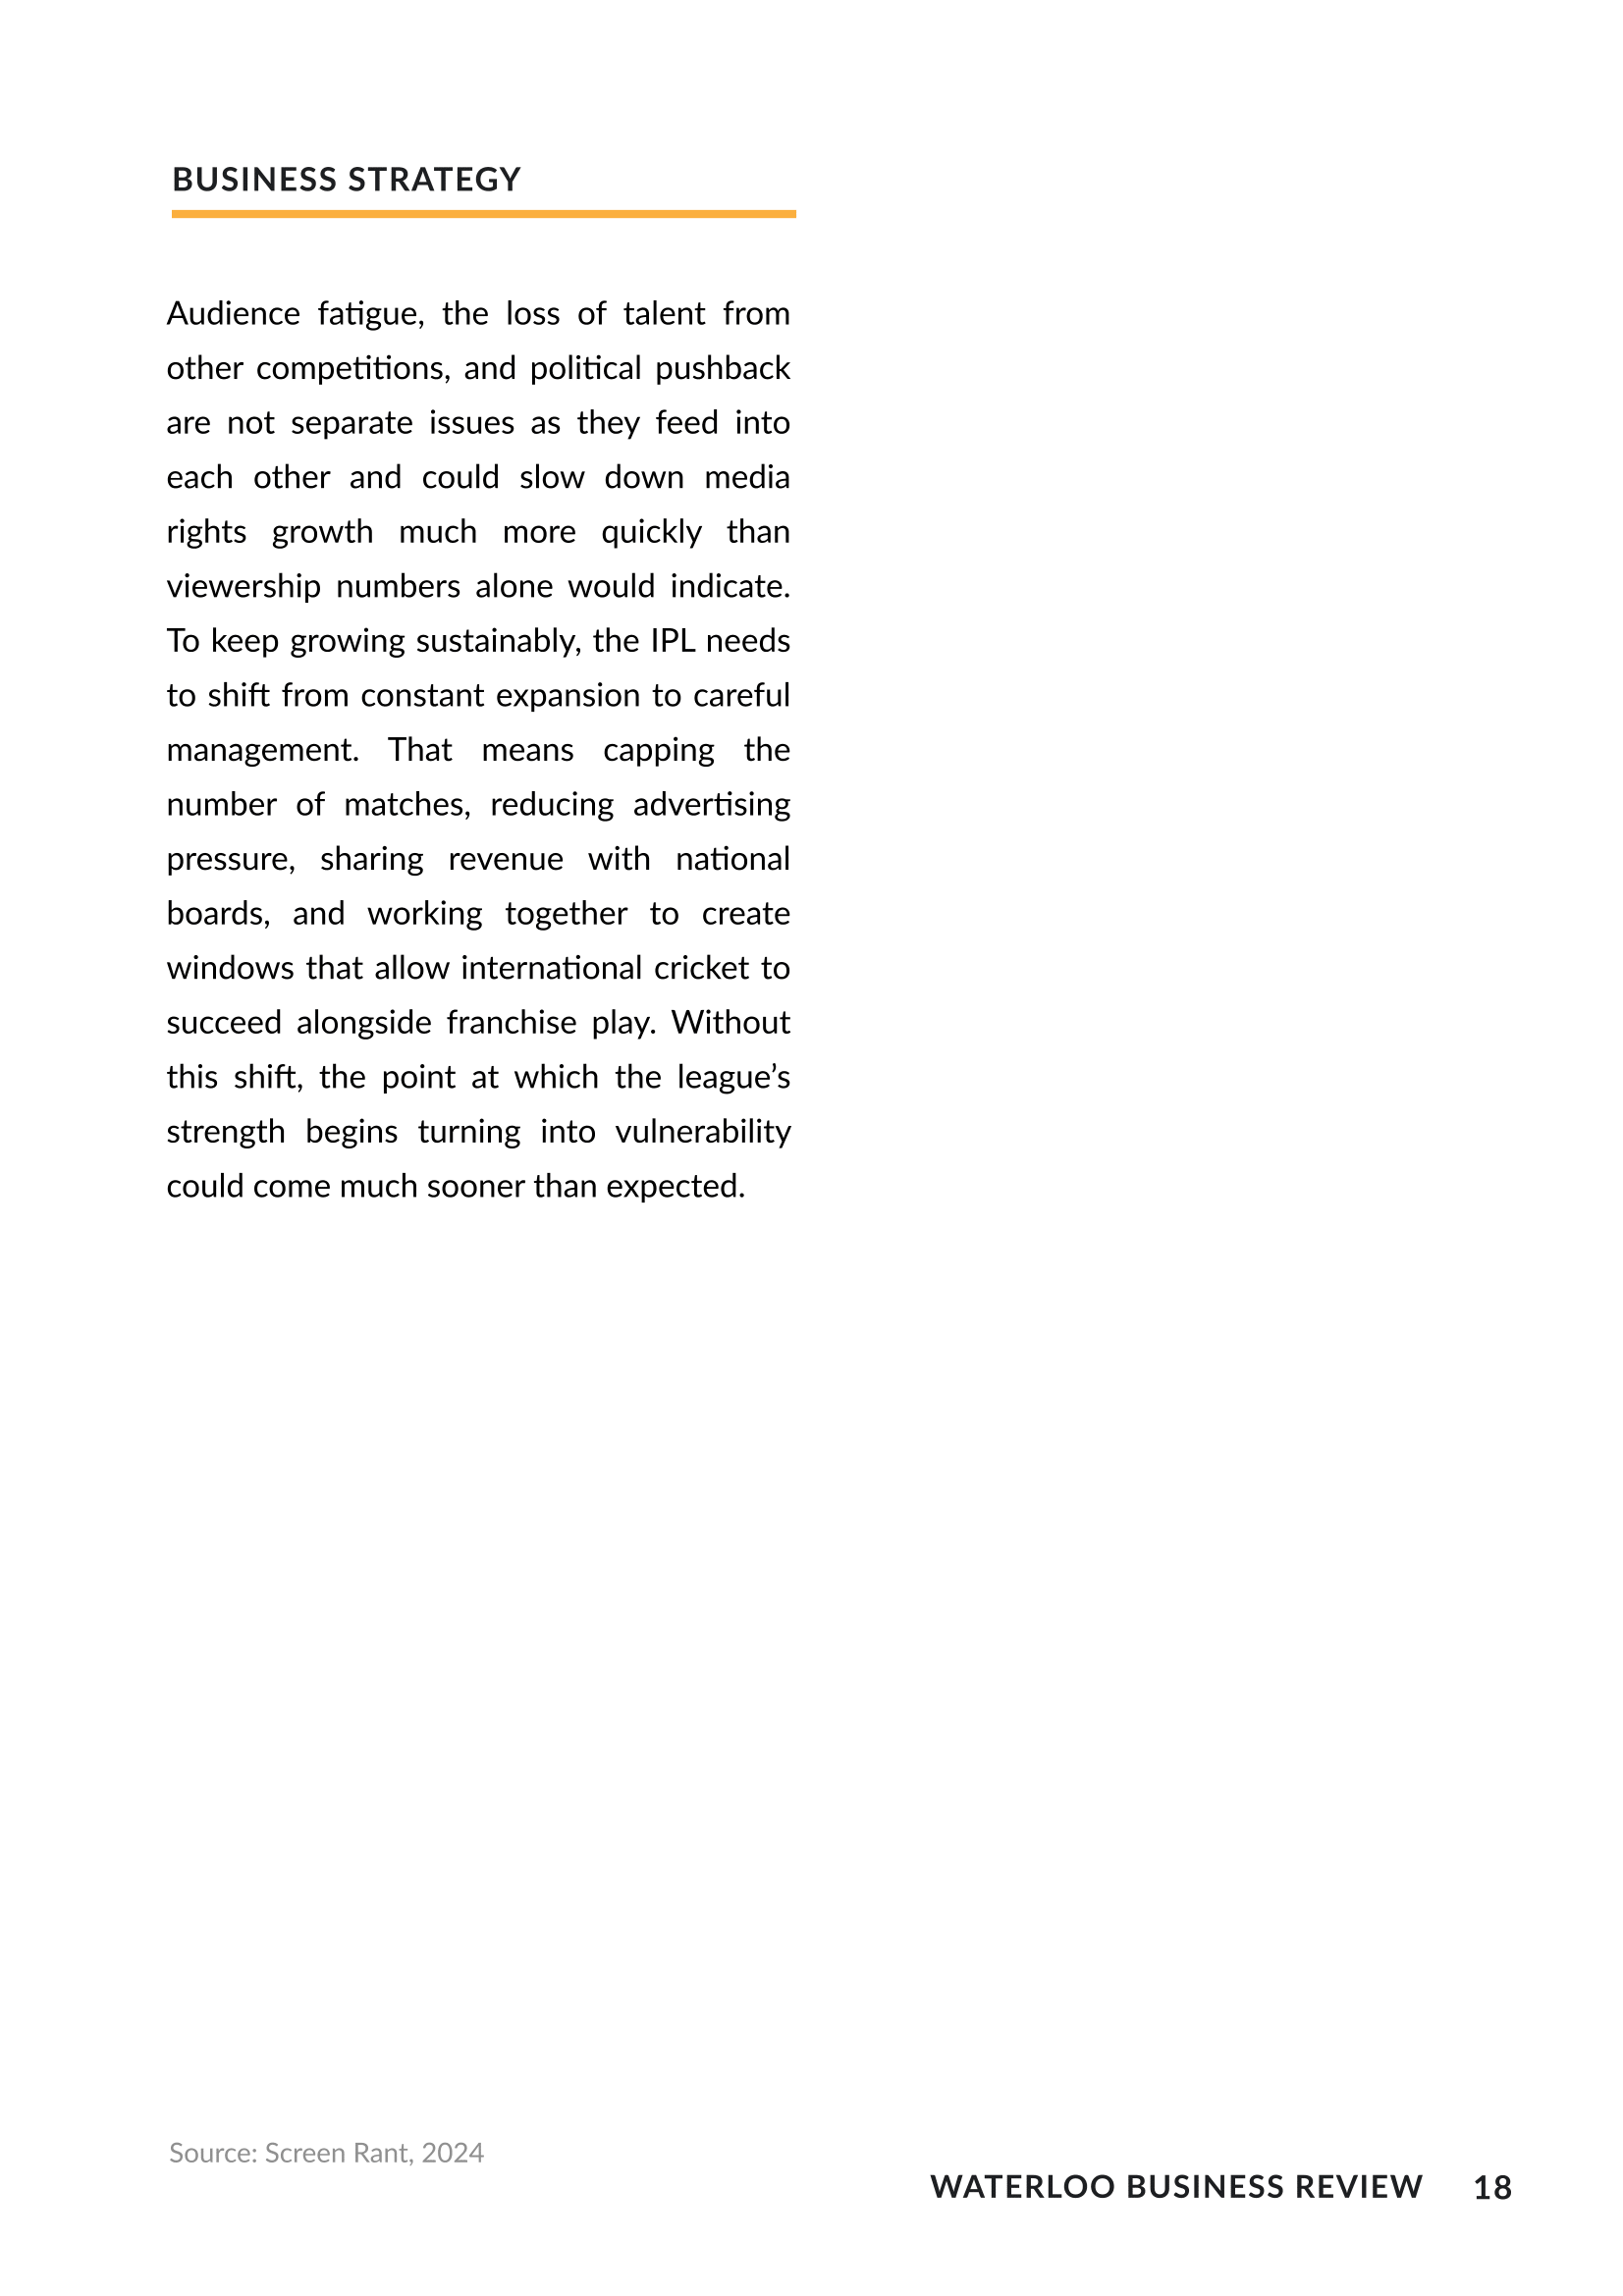 BUSINESS STRATEGY
Audience fatigue, the loss of talent from
other competitions, and political pushback
are not separate issues as they feed into
each other and could slow down media
rights growth much more quickly than
viewership numbers alone would indicate.
To keep growing sustainably, the IPL needs
to shift from constant expansion to careful
management. That means capping the
number of matches, reducing advertising
pressure, sharing revenue with national
boards, and working together to create
windows that allow international cricket to
succeed alongside franchise play. Without
this shift, the point at which the league’s
strength begins turning into vulnerability
could come much sooner than expected.
Source: Screen Rant, 2024
WATERLOO BUSINESS REVIEW 18